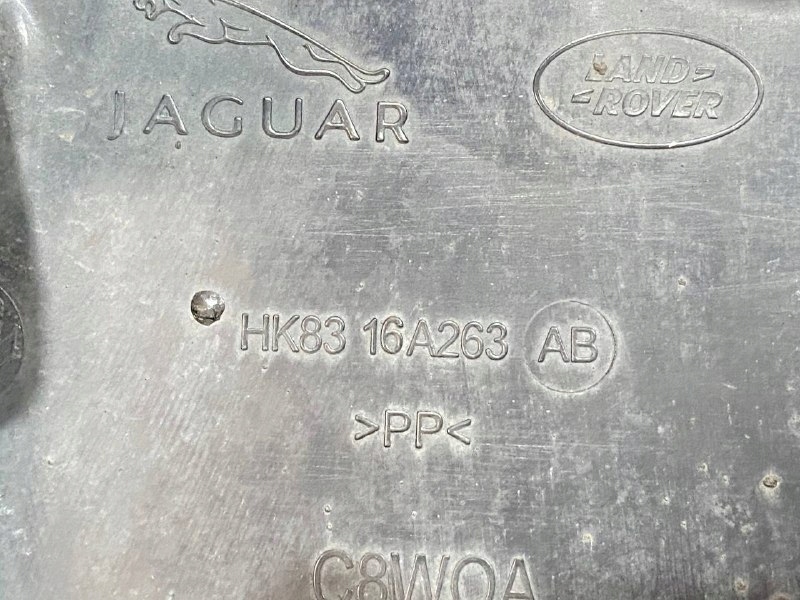 JAGUAR
LAND
ROVER
HK83 16A263 AB
>PP<
C8WOA